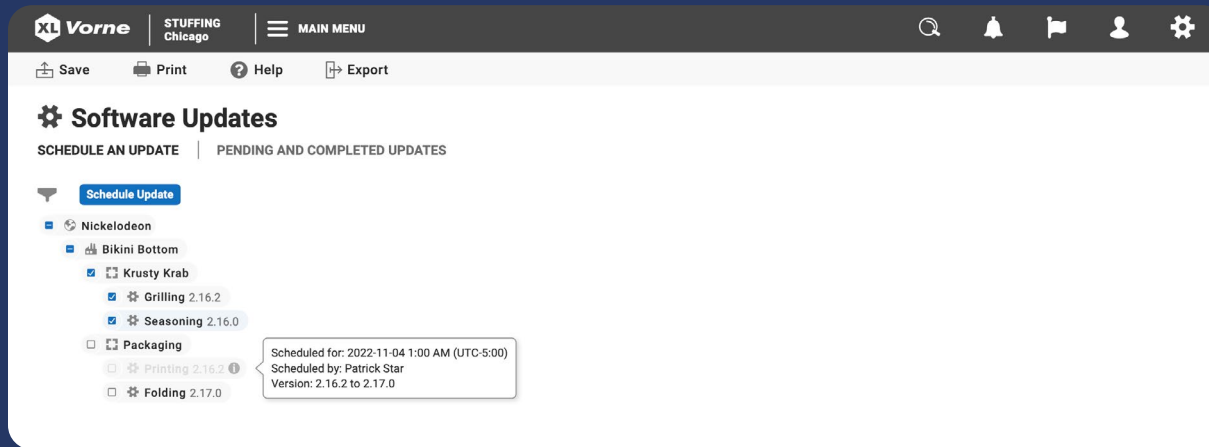 XL Vorne
STUFFING
Chicago
MAIN MENU
Save
Print
Help
Export
Software Updates
SCHEDULE AN UPDATE
PENDING AND COMPLETED UPDATES
Schedule Update
Nickelodeon
Bikini Bottom
Krusty Krab
Grilling 2.16.2
Seasoning 2.16.0
Packaging
Printing 2.16.2
Scheduled for: 2022-11-04 1:00 AM (UTC-5:00)
Scheduled by: Patrick Star
Version: 2.16.2 to 2.17.0
Folding 2.17.0